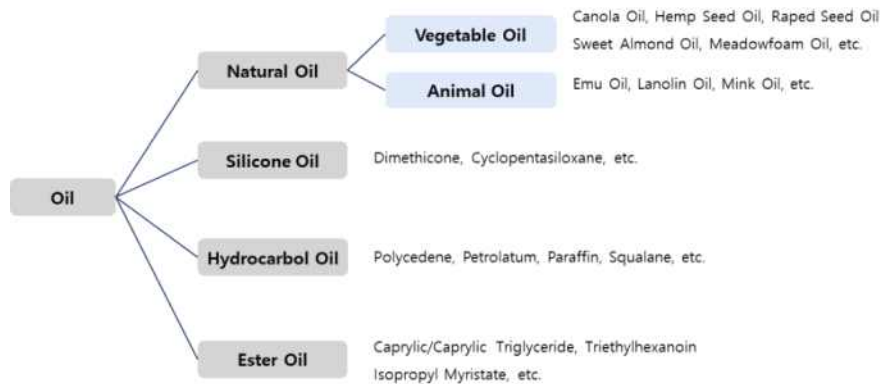 Oil
Natural Oil
Vegetable Oil
Canola Oil, Hemp Seed Oil, Raped Seed Oil
Sweet Almond Oil, Meadowfoam Oil, etc.
Animal Oil
Emu Oil, Lanolin Oil, Mink Oil, etc.
Silicone Oil
Dimethicone, Cyclopentasiloxane, etc.
Hydrocarbol Oil
Polycedene, Petrolatum, Paraffin, Squalane, etc.
Ester Oil
Caprylic/Caprylic Triglyceride, Triethylhexanoin
Isopropyl Myristate, etc.